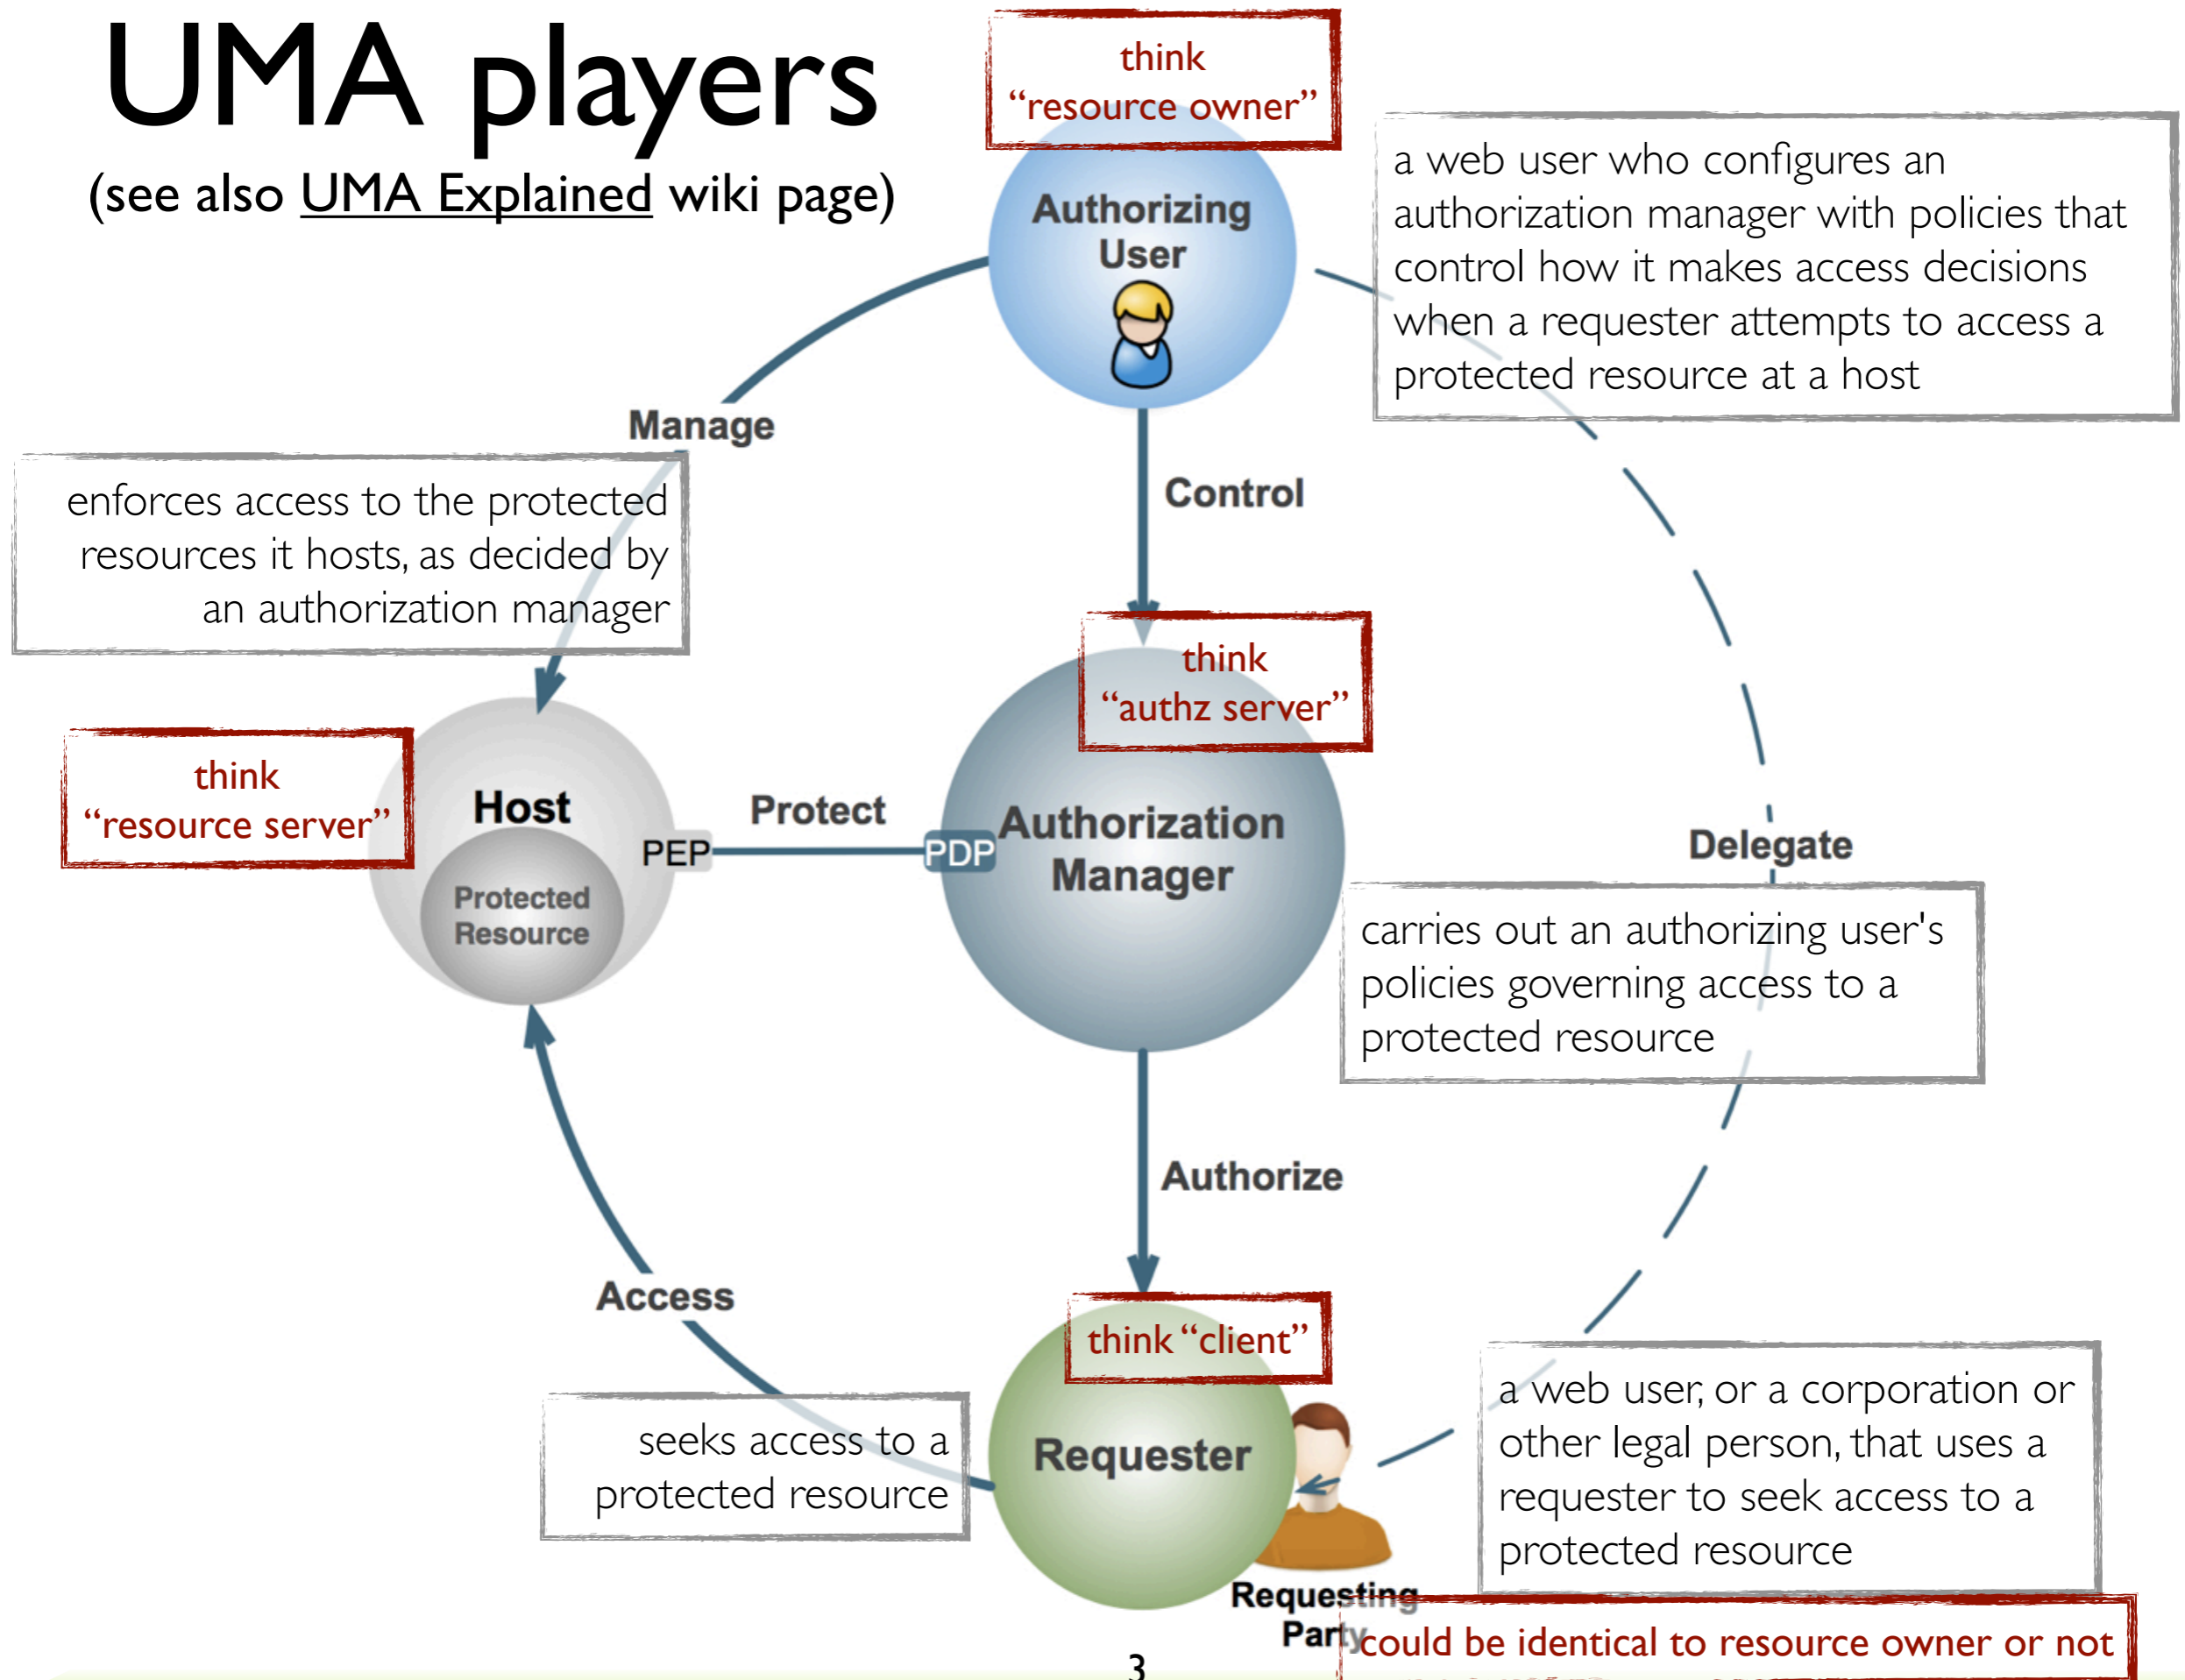 UMA players
(see also UMA Explained wiki page)
think
“resource owner”
Authorizing
User
a web user who configures an
authorization manager with policies that
control how it makes access decisions
when a requester attempts to access a
protected resource at a host
Manage
enforces access to the protected
resources it hosts, as decided by
an authorization manager
Control
think
“authz server”
think
“resource server”
Host
Protected
Resource
PEP
Protect
PDP
Authorization
Manager
Delegate
carries out an authorizing user's
policies governing access to a
protected resource
Authorize
Access
think “client”
Requester
seeks access to a
protected resource
a web user, or a corporation or
other legal person, that uses a
requester to seek access to a
protected resource
Requesting
Party
could be identical to resource owner or not
3